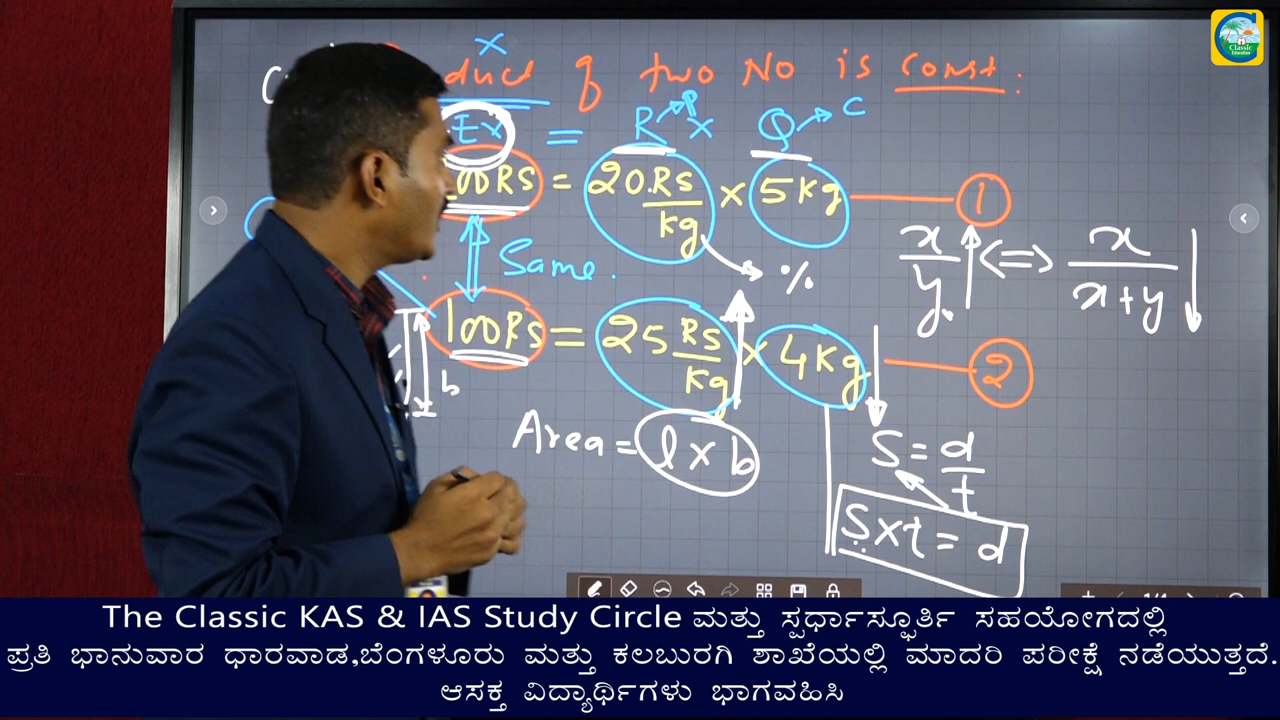 Classic
Education
x
duct of two No is const.
Ex = R → P x Q → C
100RS = 20.Rs/kg × 5kg — 1
x/y ↑ <=> x/x+y ↓
Same. %
100RS = 25 Rs/kg × 4kg — 2
b
Area = l × b
S = d/t
S × t = d
The Classic KAS & IAS Study Circle ಮತ್ತು ಸ್ಪರ್ಧಾಸ್ಫೂರ್ತಿ ಸಹಯೋಗದಲ್ಲಿ
ಪ್ರತಿ ಭಾನುವಾರ ಧಾರವಾಡ,ಬೆಂಗಳೂರು ಮತ್ತು ಕಲಬುರಗಿ ಶಾಖೆಯಲ್ಲಿ ಮಾದರಿ ಪರೀಕ್ಷೆ ನಡೆಯುತ್ತದೆ.
ಆಸಕ್ತ ವಿದ್ಯಾರ್ಥಿಗಳು ಭಾಗವಹಿಸಿ